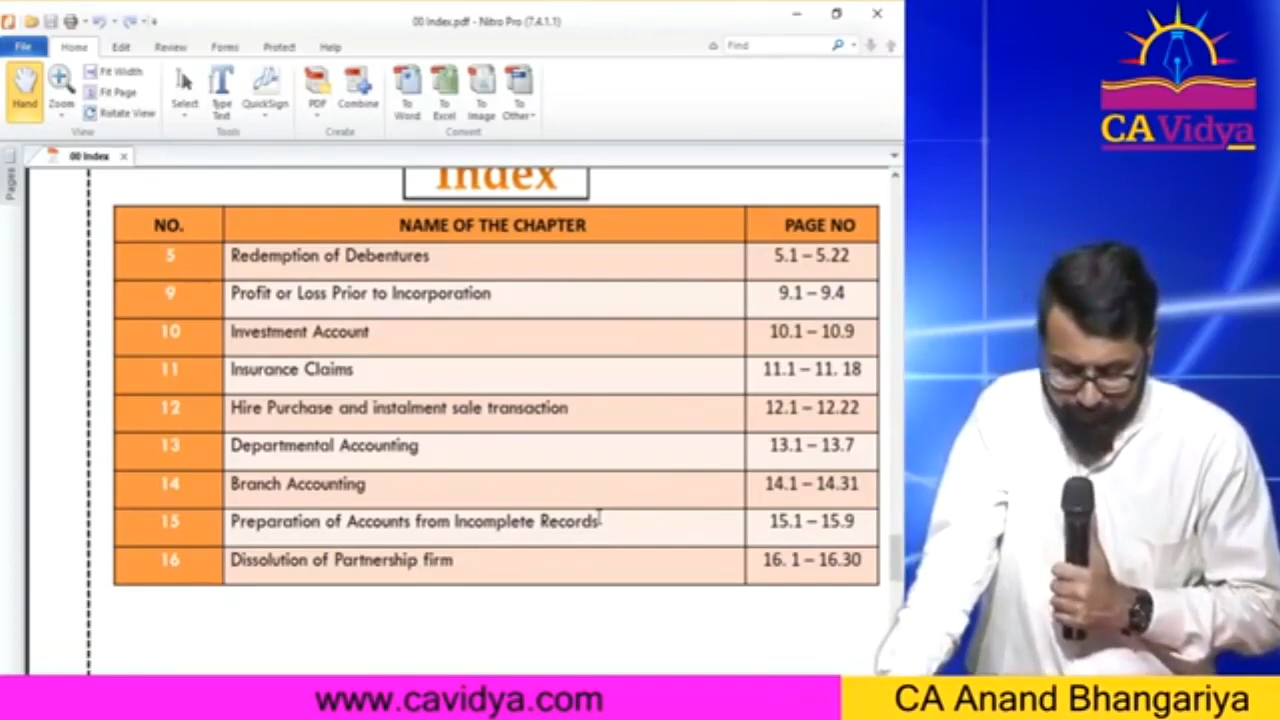 00 Index.pdf - Nitro Pro (7.4.1.1)
File Home Edit Review Forms Protect Help
Find
Hand
Zoom
Fit Width
Fit Page
Rotate View
View
Select
Type Text
QuickSign
Tools
PDF
Combine
Create
To Word
To Excel
To Image
To Other
Convert
00 Index
Pages
CA Vidya
Index
NO. NAME OF THE CHAPTER PAGE NO
5 Redemption of Debentures 5.1 – 5.22
9 Profit or Loss Prior to Incorporation 9.1 – 9.4
10 Investment Account 10.1 – 10.9
11 Insurance Claims 11.1 – 11. 18
12 Hire Purchase and instalment sale transaction 12.1 – 12.22
13 Departmental Accounting 13.1 – 13.7
14 Branch Accounting 14.1 – 14.31
15 Preparation of Accounts from Incomplete Records 15.1 – 15.9
16 Dissolution of Partnership firm 16. 1 – 16.30
www.cavidya.com
CA Anand Bhangariya